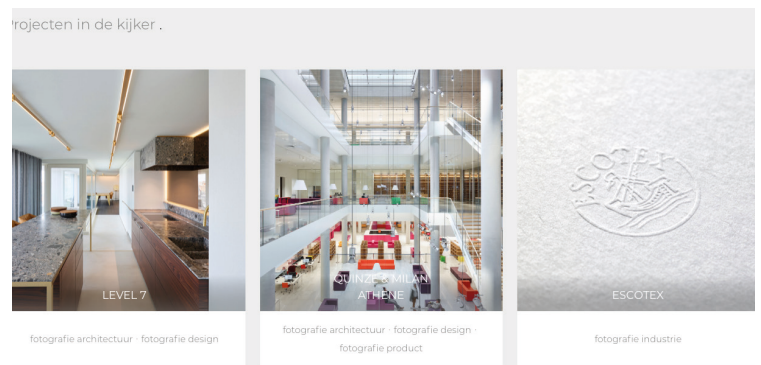 Projecten in de kijker .
LEVEL 7
fotografie architectuur · fotografie design
QUINZE & MILAN
ATHENE
fotografie architectuur · fotografie design ·
fotografie product
ESCOTEX
ESCOTEX
fotografie industrie